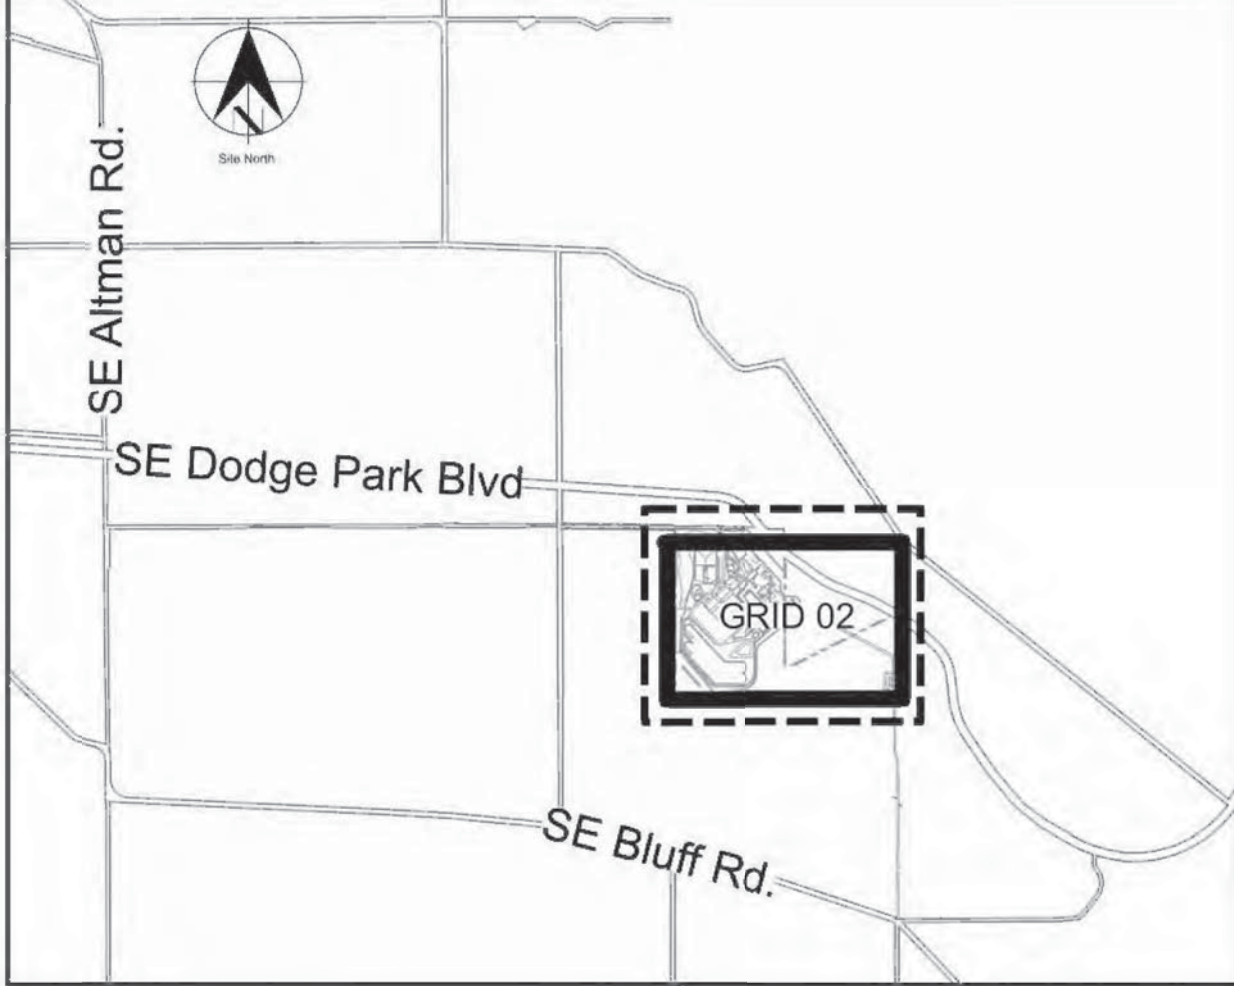 N
Site North
SE Altman Rd.
SE Dodge Park Blvd
GRID 02
SE Bluff Rd.